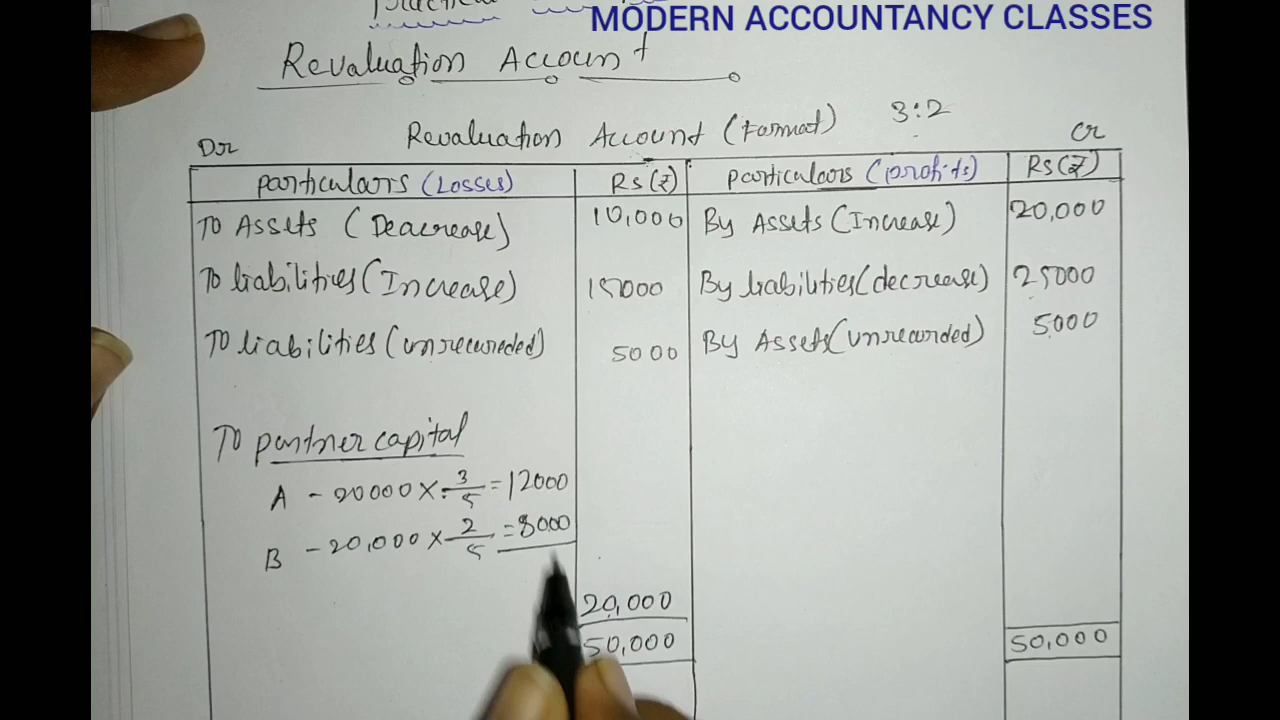 MODERN ACCOUNTANCY CLASSES
Revaluation Account
Revaluation Account (Format) 3:2
Dr Cr
particulars (Losses) Rs(₹) particulars (profits) Rs(₹)
To Assets (Deacrease) 10,000 By Assets (Increase) 20,000
To liabilities (Increase) 15000 By liabilities (decrease) 25000
To liabilities (unrecorded) 5000 By Assets (unrecorded) 5000
To partner capital
A - 20000 × 3/5 = 12000
B - 20,000 × 2/5 = 8000
20,000
50,000 50,000